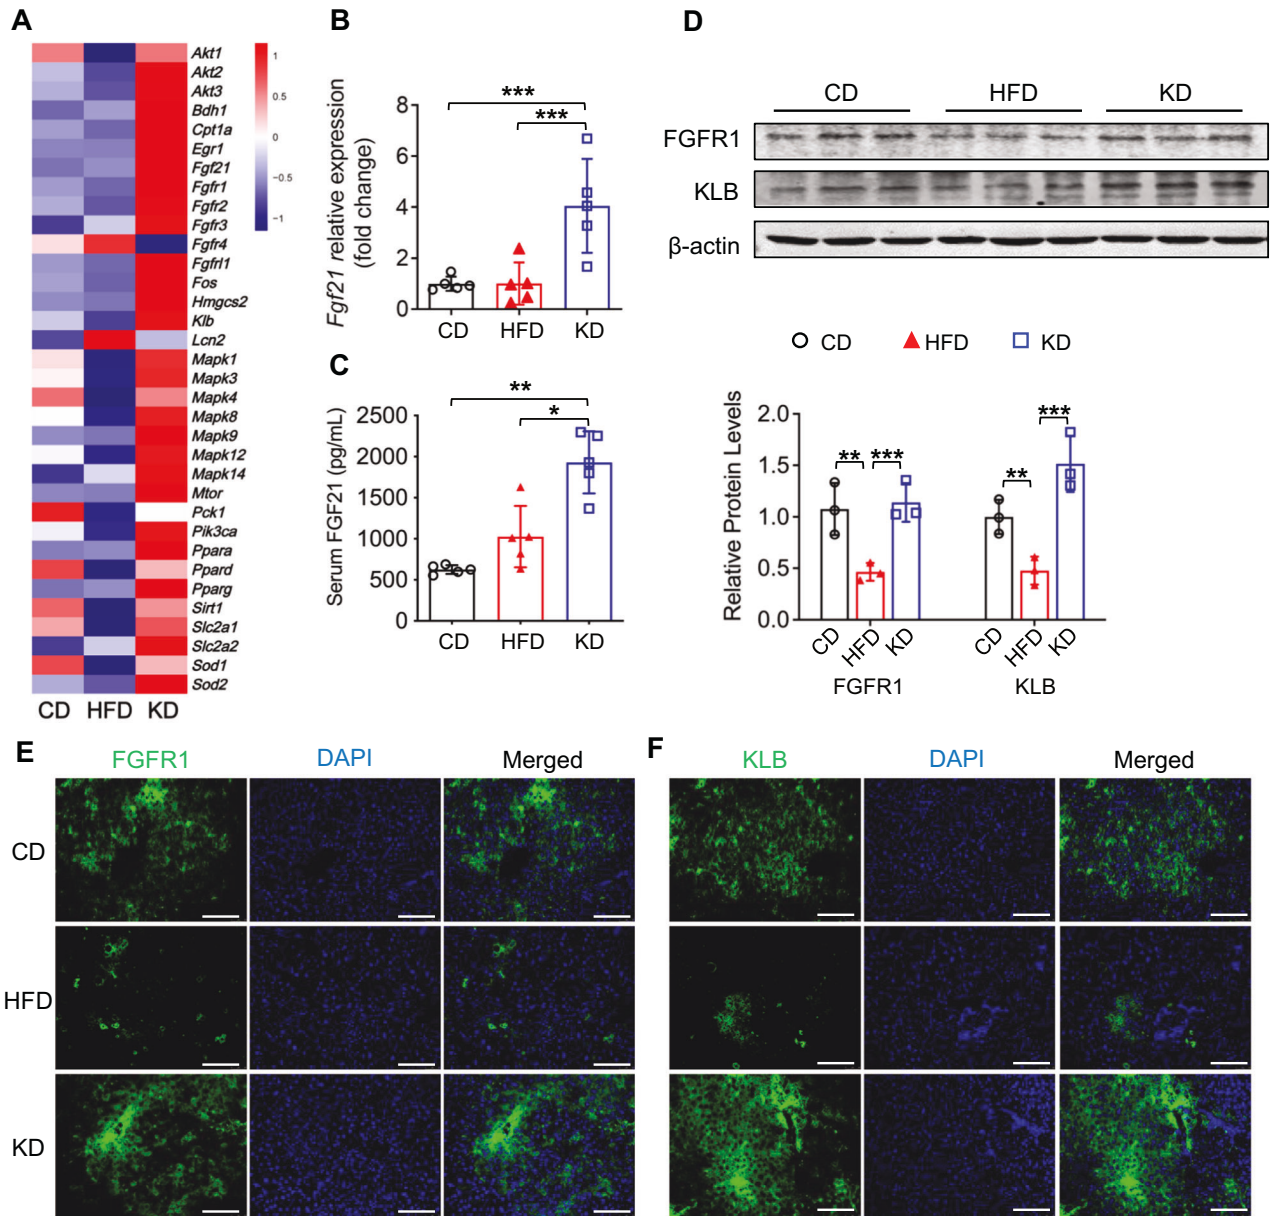 A
Akt1
Akt2
Akt3
Bdh1
Cpt1a
Egr1
Fgf21
Fgfr1
Fgfr2
Fgfr3
Fgfr4
Fgfrl1
Fos
Hmgcs2
Klb
Lcn2
Mapk1
Mapk3
Mapk4
Mapk8
Mapk9
Mapk12
Mapk14
Mtor
Pck1
Pik3ca
Ppara
Ppard
Pparg
Sirt1
Slc2a1
Slc2a2
Sod1
Sod2
1
0.5
0
−0.5
−1
CD HFD KD
B
Fgf21 relative expression
(fold change)
8
6
4
2
0
***
***
CD HFD KD
C
Serum FGF21 (pg/mL)
2500
2000
1500
1000
500
0
**
*
CD HFD KD
D
CD HFD KD
FGFR1
KLB
β-actin
CD HFD KD
Relative Protein Levels
2.0
1.5
1.0
0.5
0.0
** ***
** ***
CD HFD KD CD HFD KD
FGFR1 KLB
E
FGFR1 DAPI Merged
CD
HFD
KD
F
KLB DAPI Merged